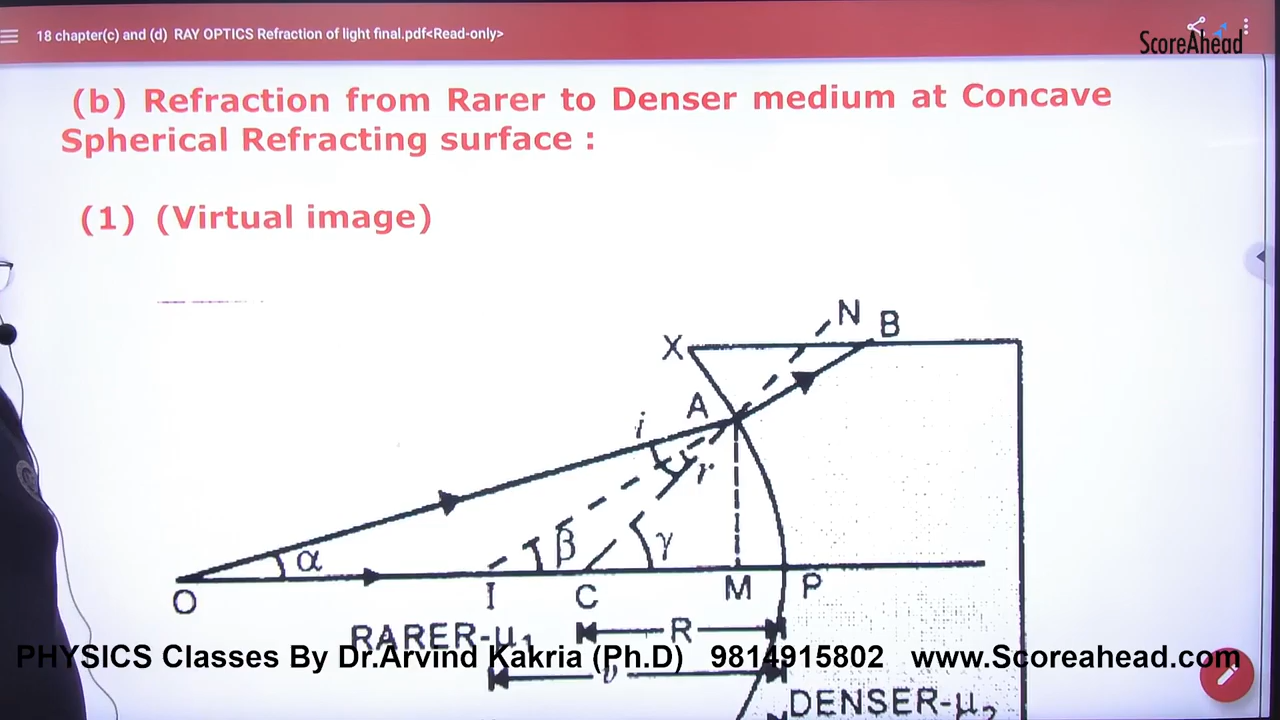 18 chapter(c) and (d) RAY OPTICS Refraction of light final.pdf<Read-only>
ScoreAhead
(b) Refraction from Rarer to Denser medium at Concave
Spherical Refracting surface :
(1) (Virtual image)
N
B
X
A
i
r
α
β
γ
O
I
C
M
P
R
RARER-μ₁
PHYSICS Classes By Dr.Arvind Kakria (Ph.D) 9814915802 www.Scoreahead.com
υ
DENSER-μ₂